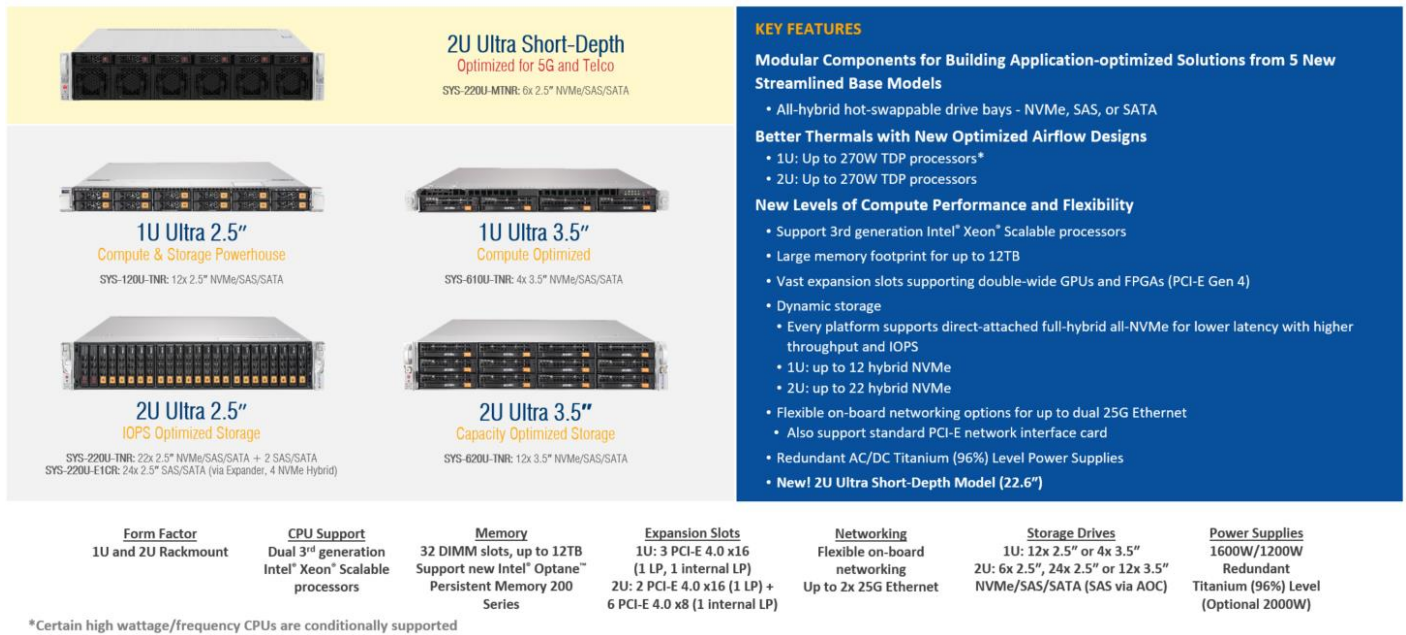 2U Ultra Short-Depth
Optimized for 5G and Telco
SYS-220U-MTNR: 6x 2.5″ NVMe/SAS/SATA
1U Ultra 2.5″
Compute & Storage Powerhouse
SYS-120U-TNR: 12x 2.5″ NVMe/SAS/SATA
1U Ultra 3.5″
Compute Optimized
SYS-610U-TNR: 4x 3.5″ NVMe/SAS/SATA
2U Ultra 2.5″
IOPS Optimized Storage
SYS-220U-TNR: 22x 2.5″ NVMe/SAS/SATA + 2 SAS/SATA
SYS-220U-E1CR: 24x 2.5″ SAS/SATA (via Expander, 4 NVMe Hybrid)
2U Ultra 3.5″
Capacity Optimized Storage
SYS-620U-TNR: 12x 3.5″ NVMe/SAS/SATA
KEY FEATURES
Modular Components for Building Application-optimized Solutions from 5 New
Streamlined Base Models
• All-hybrid hot-swappable drive bays - NVMe, SAS, or SATA
Better Thermals with New Optimized Airflow Designs
• 1U: Up to 270W TDP processors*
• 2U: Up to 270W TDP processors
New Levels of Compute Performance and Flexibility
• Support 3rd generation Intel® Xeon® Scalable processors
• Large memory footprint for up to 12TB
• Vast expansion slots supporting double-wide GPUs and FPGAs (PCI-E Gen 4)
• Dynamic storage
• Every platform supports direct-attached full-hybrid all-NVMe for lower latency with higher
throughput and IOPS
• 1U: up to 12 hybrid NVMe
• 2U: up to 22 hybrid NVMe
• Flexible on-board networking options for up to dual 25G Ethernet
• Also support standard PCI-E network interface card
• Redundant AC/DC Titanium (96%) Level Power Supplies
• New! 2U Ultra Short-Depth Model (22.6”)
Form Factor
1U and 2U Rackmount
CPU Support
Dual 3rd generation
Intel® Xeon® Scalable
processors
Memory
32 DIMM slots, up to 12TB
Support new Intel® Optane™
Persistent Memory 200
Series
Expansion Slots
1U: 3 PCI-E 4.0 x16
(1 LP, 1 internal LP)
2U: 2 PCI-E 4.0 x16 (1 LP) +
6 PCI-E 4.0 x8 (1 internal LP)
Networking
Flexible on-board
networking
Up to 2x 25G Ethernet
Storage Drives
1U: 12x 2.5” or 4x 3.5”
2U: 6x 2.5”, 24x 2.5” or 12x 3.5”
NVMe/SAS/SATA (SAS via AOC)
Power Supplies
1600W/1200W
Redundant
Titanium (96%) Level
(Optional 2000W)
*Certain high wattage/frequency CPUs are conditionally supported